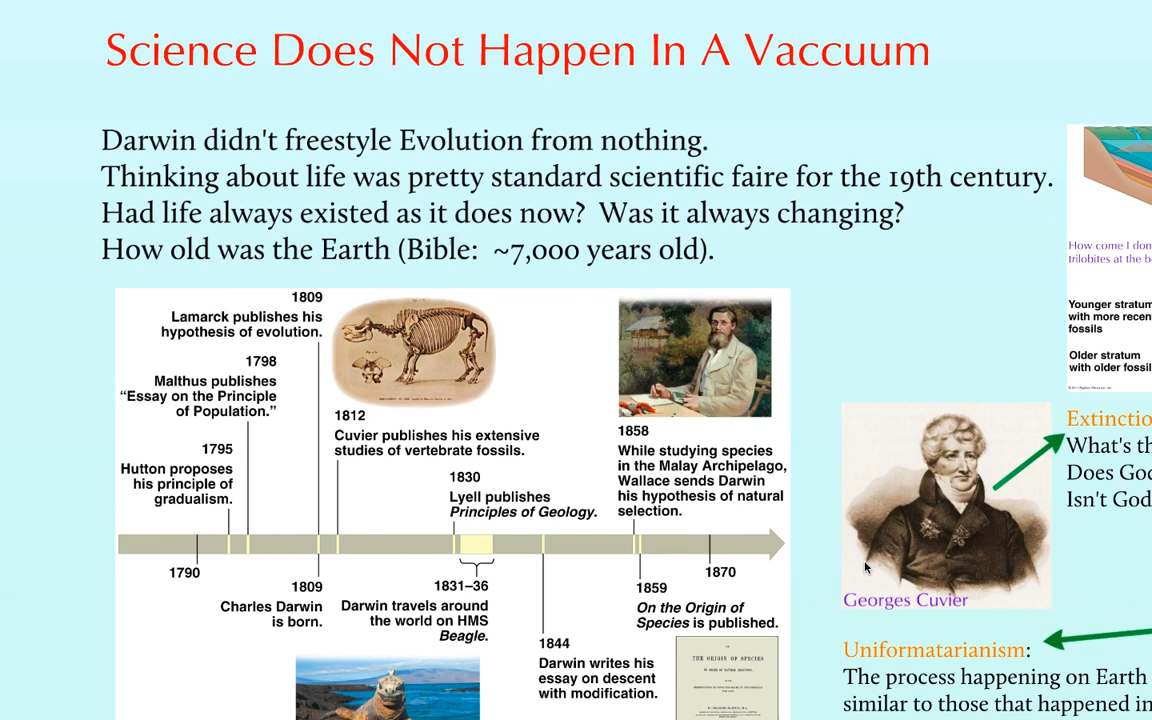 Science Does Not Happen In A Vaccuum
Darwin didn't freestyle Evolution from nothing.
Thinking about life was pretty standard scientific faire for the 19th century.
Had life always existed as it does now?  Was it always changing?
How old was the Earth (Bible:  ~7,000 years old).
1809
Lamarck publishes his
hypothesis of evolution.
1798
Malthus publishes
“Essay on the Principle
of Population.”
1795
Hutton proposes
his principle of
gradualism.
1812
Cuvier publishes his extensive
studies of vertebrate fossils.
1830
Lyell publishes
Principles of Geology.
1858
While studying species
in the Malay Archipelago,
Wallace sends Darwin
his hypothesis of natural
selection.
1790
1870
1809
Charles Darwin
is born.
1831–36
Darwin travels around
the world on HMS
Beagle.
1844
Darwin writes his
essay on descent
with modification.
1859
On the Origin of
Species is published.
THE ORIGIN OF SPECIES
How come I don
trilobites at the b
Younger stratum
with more recen
fossils
Older stratum
with older fossil
Georges Cuvier
Extinctio
What's th
Does God
Isn't God
Uniformatarianism:
The process happening on Earth
similar to those that happened in